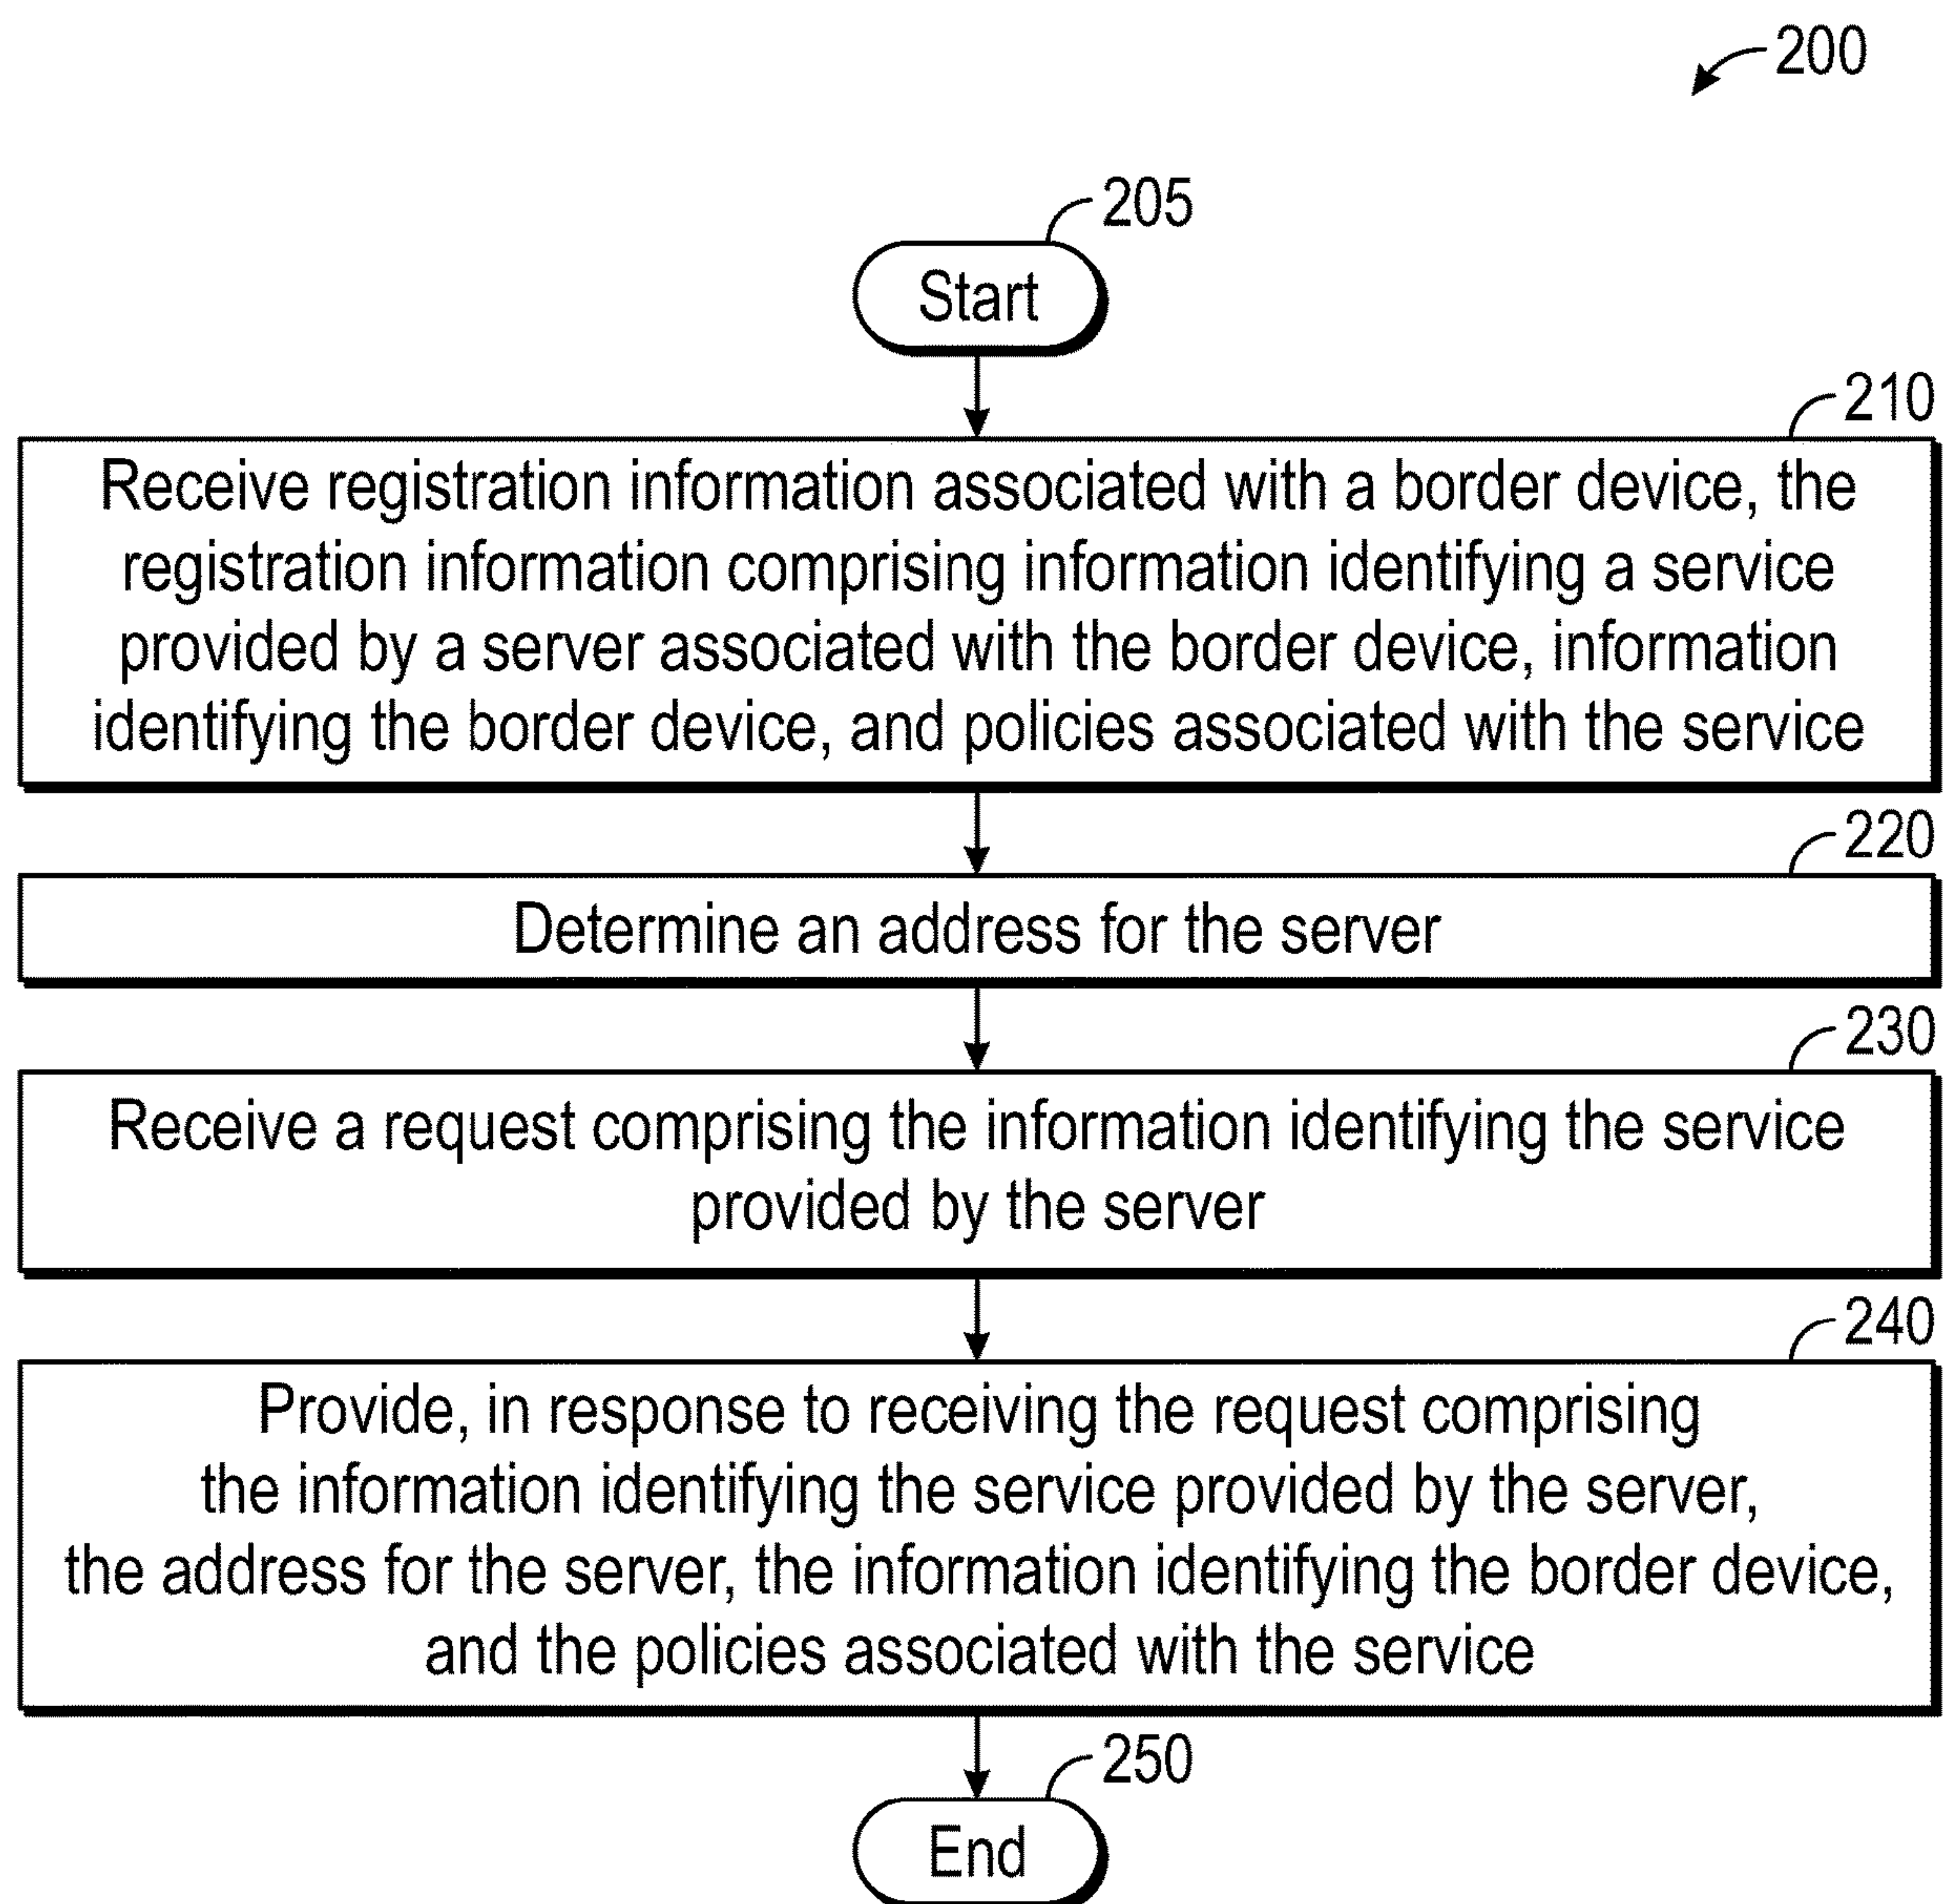 200
205
Start
210
Receive registration information associated with a border device, the
registration information comprising information identifying a service
provided by a server associated with the border device, information
identifying the border device, and policies associated with the service
220
Determine an address for the server
230
Receive a request comprising the information identifying the service
provided by the server
240
Provide, in response to receiving the request comprising
the information identifying the service provided by the server,
the address for the server, the information identifying the border device,
and the policies associated with the service
250
End